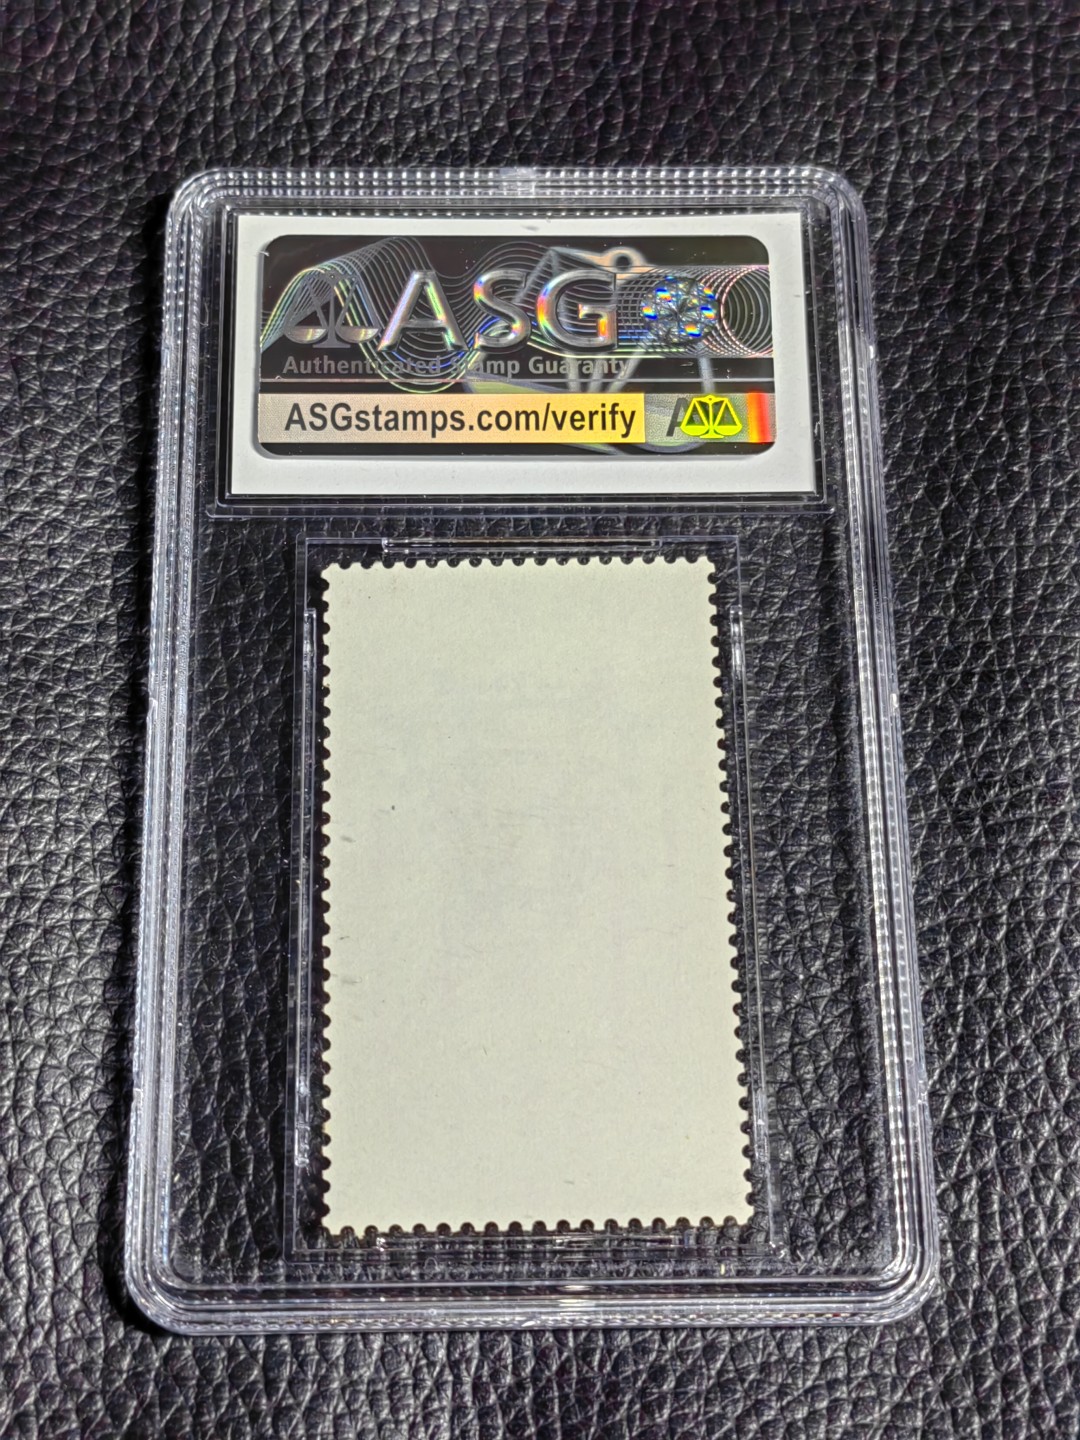 ASG
Authenticated Stamp Guaranty
ASGstamps.com/verify
A